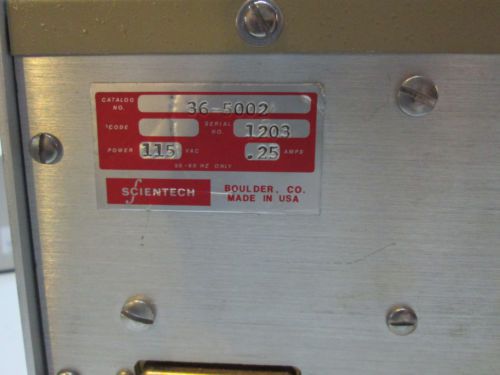 CATALOG NO. 36-5002
CODE SERIAL NO. 1203
POWER 115 VAC .25 AMPS
50-60 HZ ONLY
SCIENTECH BOULDER, CO.
MADE IN USA